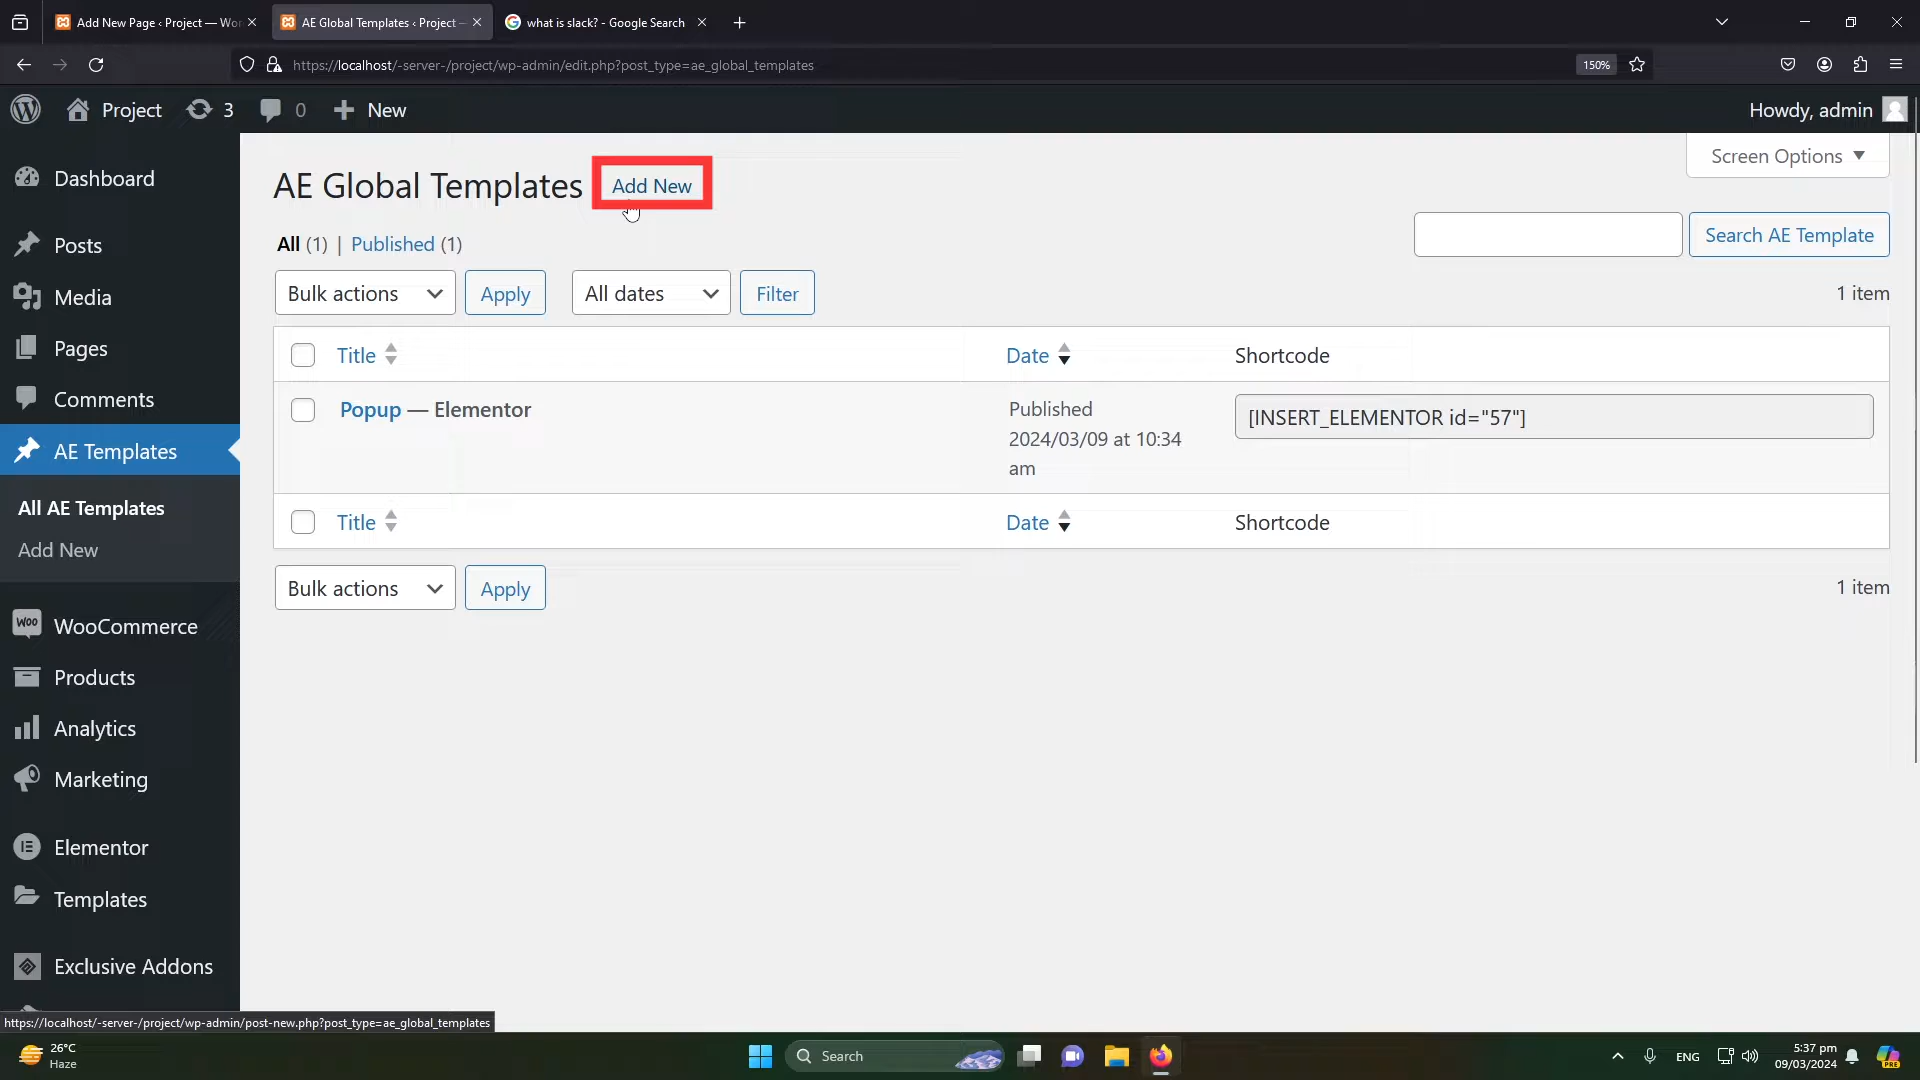 Add New Page ‹ Project — Wor
AE Global Templates ‹ Project —
what is slack? - Google Search
https://localhost/-server-/project/wp-admin/edit.php?post_type=ae_global_templates
150%
Project
3
0
New
Howdy, admin
Dashboard
Posts
Media
Pages
Comments
AE Templates
All AE Templates
Add New
WooCommerce
Products
Analytics
Marketing
Elementor
Templates
Exclusive Addons
Screen Options
AE Global Templates
Add New
All (1) | Published (1)
Search AE Template
Bulk actions
Apply
All dates
Filter
1 item
Title
Date
Shortcode
Popup — Elementor
Published
2024/03/09 at 10:34
am
[INSERT_ELEMENTOR id="57"]
Title
Date
Shortcode
Bulk actions
Apply
1 item
https://localhost/-server-/project/wp-admin/post-new.php?post_type=ae_global_templates
26°C
Haze
Search
ENG
5:37 pm
09/03/2024